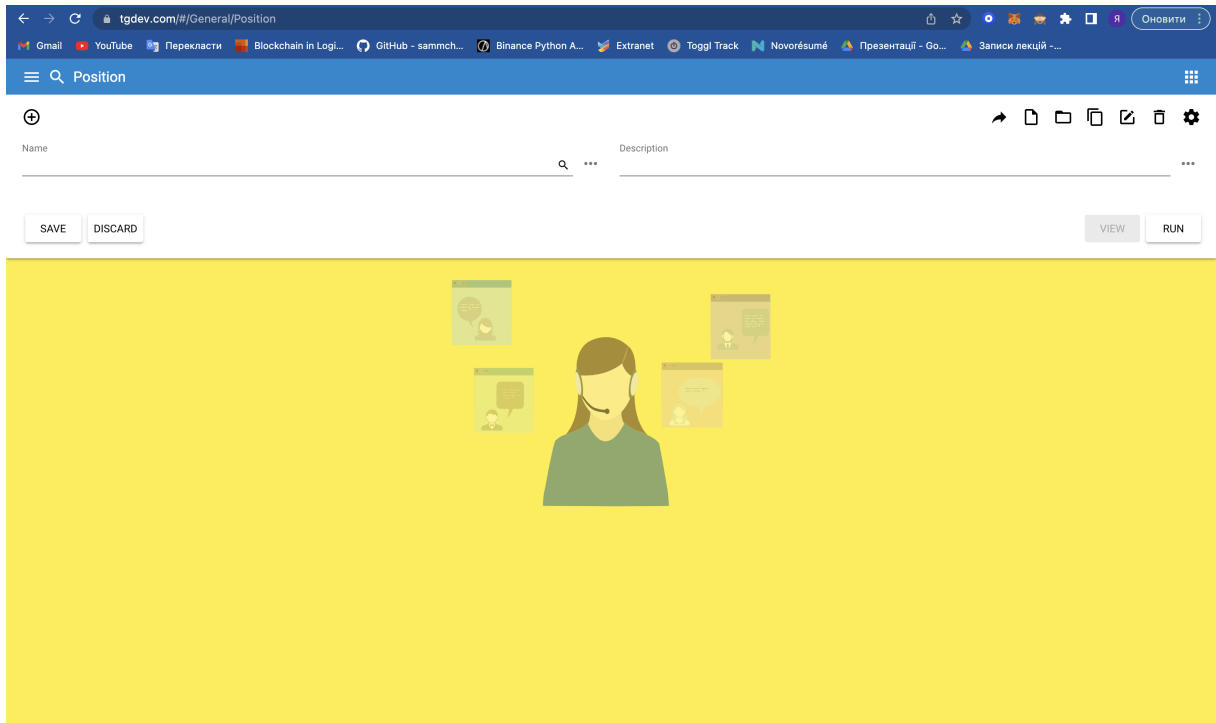 tgdev.com/#/General/Position
Я
Оновити
Gmail
YouTube
Перекласти
Blockchain in Logi...
GitHub - sammch...
Binance Python A...
Extranet
Toggl Track
Novorésumé
Презентації – Go...
Записи лекцій -...
Position
Name
Description
SAVE
DISCARD
VIEW
RUN